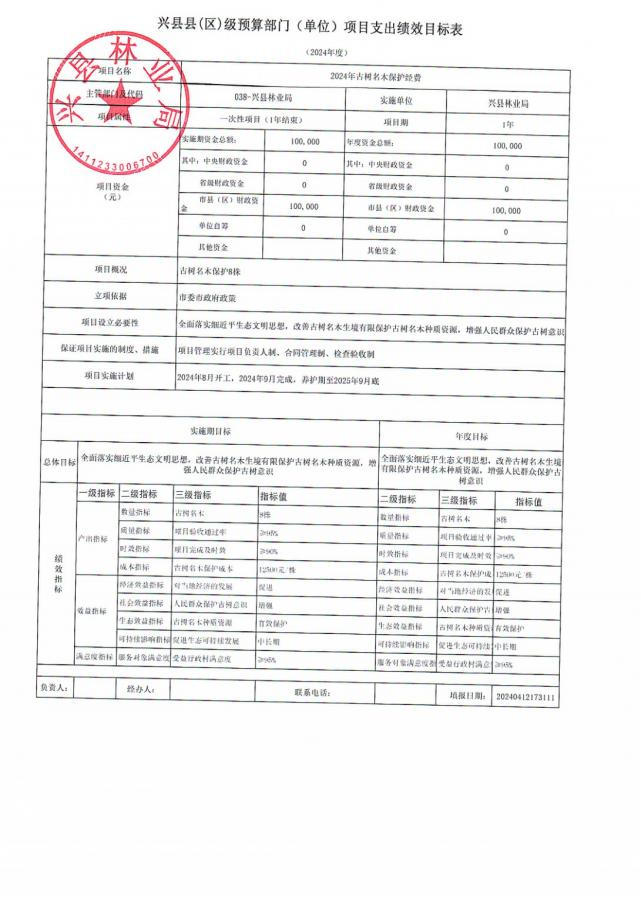 兴县县(区)级预算部门（单位）项目支出绩效目标表
（2024年度）
项目名称 2024年古树名木保护经费
主管部门及代码 038-兴县林业局 实施单位 兴县林业局
项目属性 一次性项目（1年结束） 项目期 1年
兴县林业局
1411233006700
项目资金
（元）
实施期资金总额： 100,000 年度资金总额： 100,000
其中：中央财政资金 0 其中：中央财政资金 0
省级财政资金 0 省级财政资金 0
市县（区）财政资金 100,000 市县（区）财政资金 100,000
单位自筹 0 单位自筹 0
其他资金 其他资金
项目概况 古树名木保护8株
立项依据 市委市政府政策
项目设立必要性 全面落实细近平生态文明思想，改善古树名木生境有限保护古树名木种质资源，增强人民群众保护古树意识
保证项目实施的制度、措施 项目管理实行项目负责人制、合同管理制、检查验收制
项目实施计划 2024年8月开工，2024年9月完成，养护期至2025年9月底
实施期目标 年度目标
总体目标
全面落实细近平生态文明思想，改善古树名木生境有限保护古树名木种质资源，增
强人民群众保护古树意识
全面落实细近平生态文明思想，改善古树名木生境
有限保护古树名木种质资源，增强人民群众保护古
树意识
绩效指标
一级指标 二级指标 三级指标 指标值 二级指标 三级指标 指标值
产出指标
数量指标 古树名木 8株 数量指标 古树名木 8株
质量指标 项目验收通过率 ≥95% 质量指标 项目验收通过率 ≥95%
时效指标 项目完成及时效 ≥90% 时效指标 项目完成及时效 ≥90%
成本指标 古树名木保护成本 12500元/株 成本指标 古树名木保护成 12500元/株
效益指标
经济效益指标 对当地经济的发展 促进 经济效益指标 对当地经济的发 促进
社会效益指标 人民群众保护古树意识 增强 社会效益指标 人民群众保护古 增强
生态效益指标 古树名木种质资源 有效保护 生态效益指标 古树名木种质资 有效保护
可持续影响指标 促进生态可持续发展 中长期 可持续影响指标 促进生态可持续 中长期
满意度指标 服务对象满意度 受益行政村满意度 ≥95% 服务对象满意度指 受益行政村满意 ≥95%
负责人： 经办人： 联系电话： 填报日期： 20240412173111